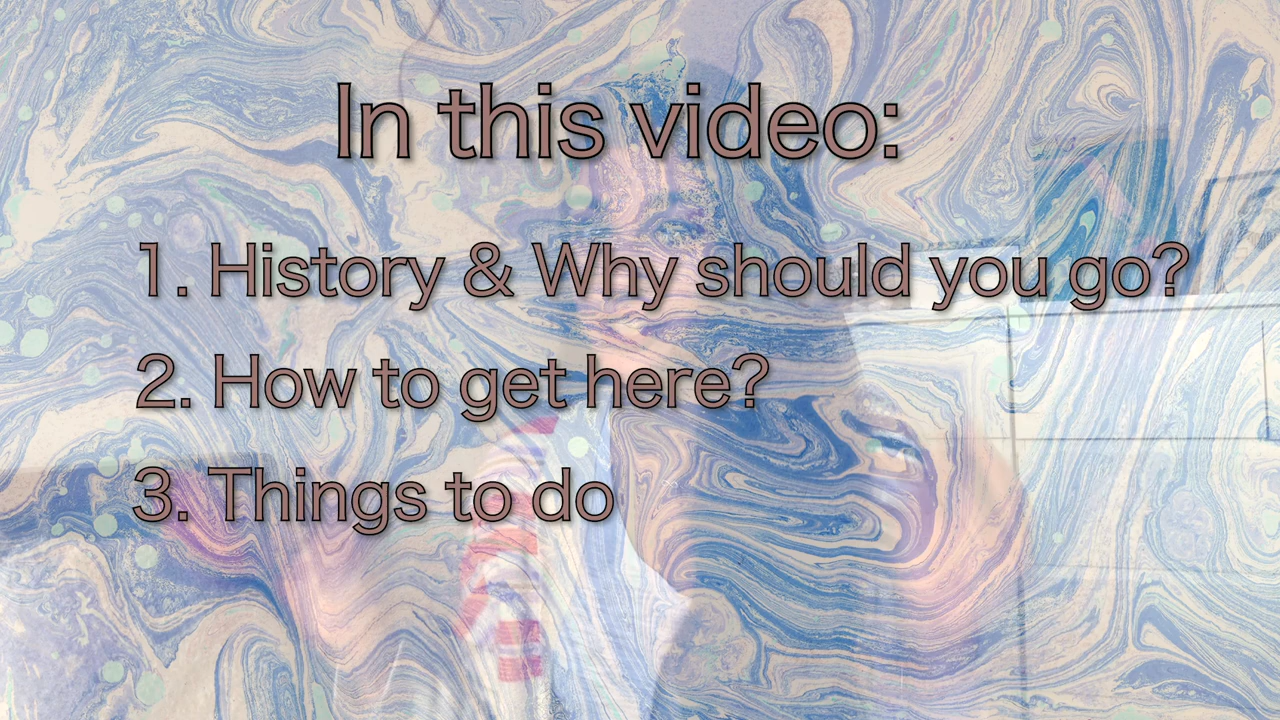 In this video:
1. History & Why should you go?
2. How to get here?
3. Things to do